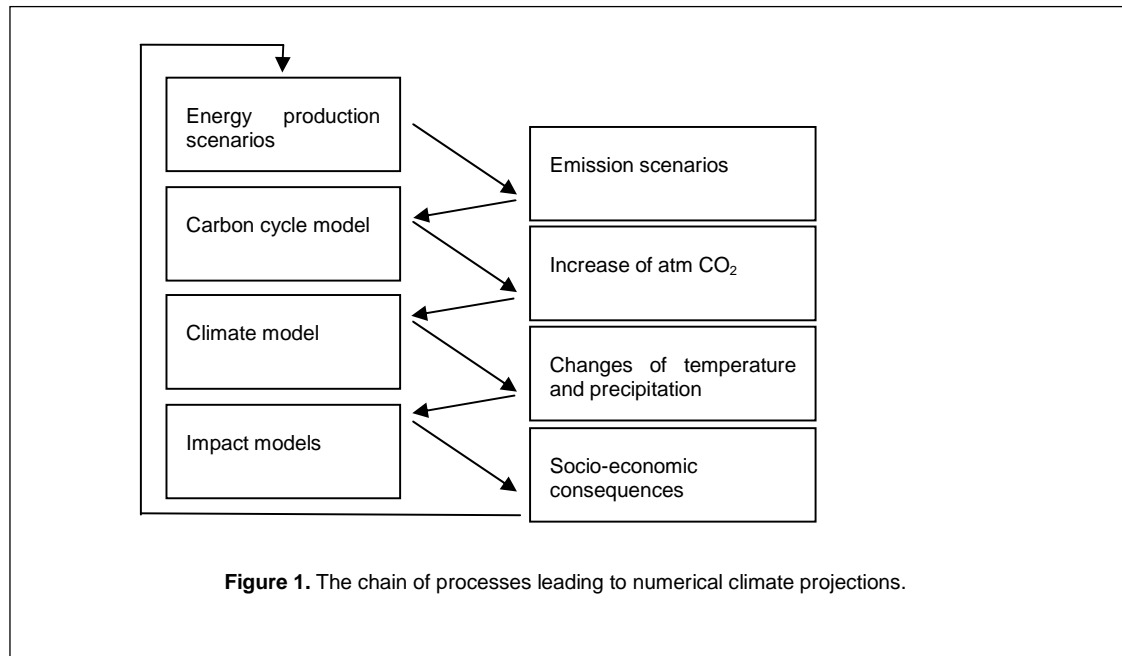 Energy production
scenarios
Emission scenarios
Carbon cycle model
Increase of atm CO₂
Climate model
Changes of temperature
and precipitation
Impact models
Socio-economic
consequences
Figure 1. The chain of processes leading to numerical climate projections.